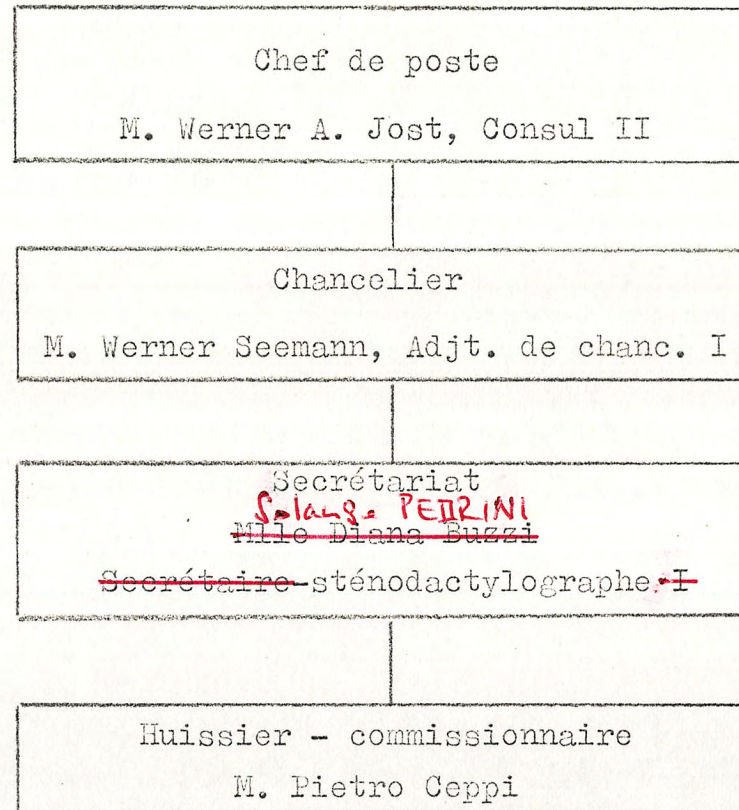 Chef de poste
M. Werner A. Jost, Consul II
Chancelier
M. Werner Seemann, Adjt. de chanc. I
Secrétariat
Solange PEDRINI
Mlle Diana Buzzi
Secrétaire-sténodactylographe I
Huissier - commissionnaire
M. Pietro Ceppi